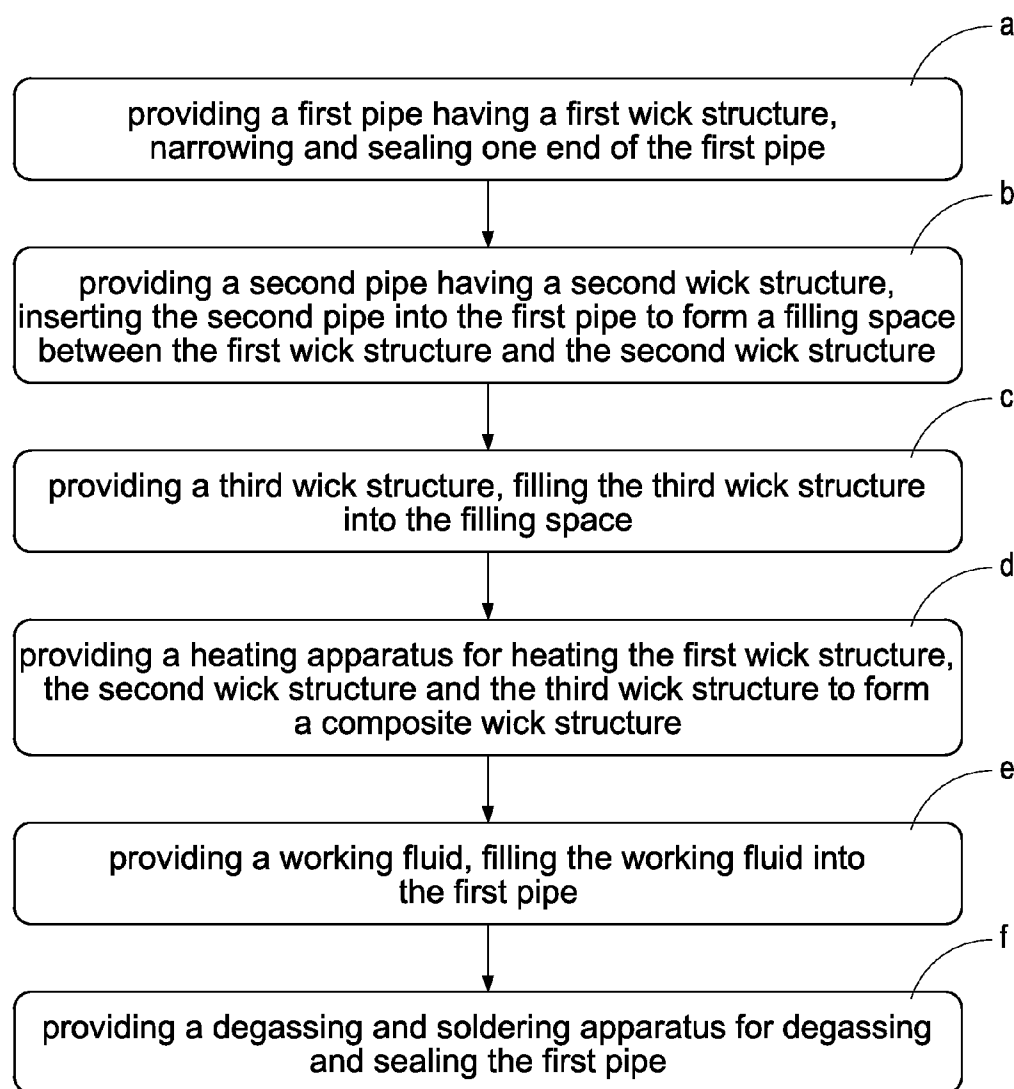 a
providing a first pipe having a first wick structure,
narrowing and sealing one end of the first pipe
b
providing a second pipe having a second wick structure,
inserting the second pipe into the first pipe to form a filling space
between the first wick structure and the second wick structure
c
providing a third wick structure, filling the third wick structure
into the filling space
d
providing a heating apparatus for heating the first wick structure,
the second wick structure and the third wick structure to form
a composite wick structure
e
providing a working fluid, filling the working fluid into
the first pipe
f
providing a degassing and soldering apparatus for degassing
and sealing the first pipe